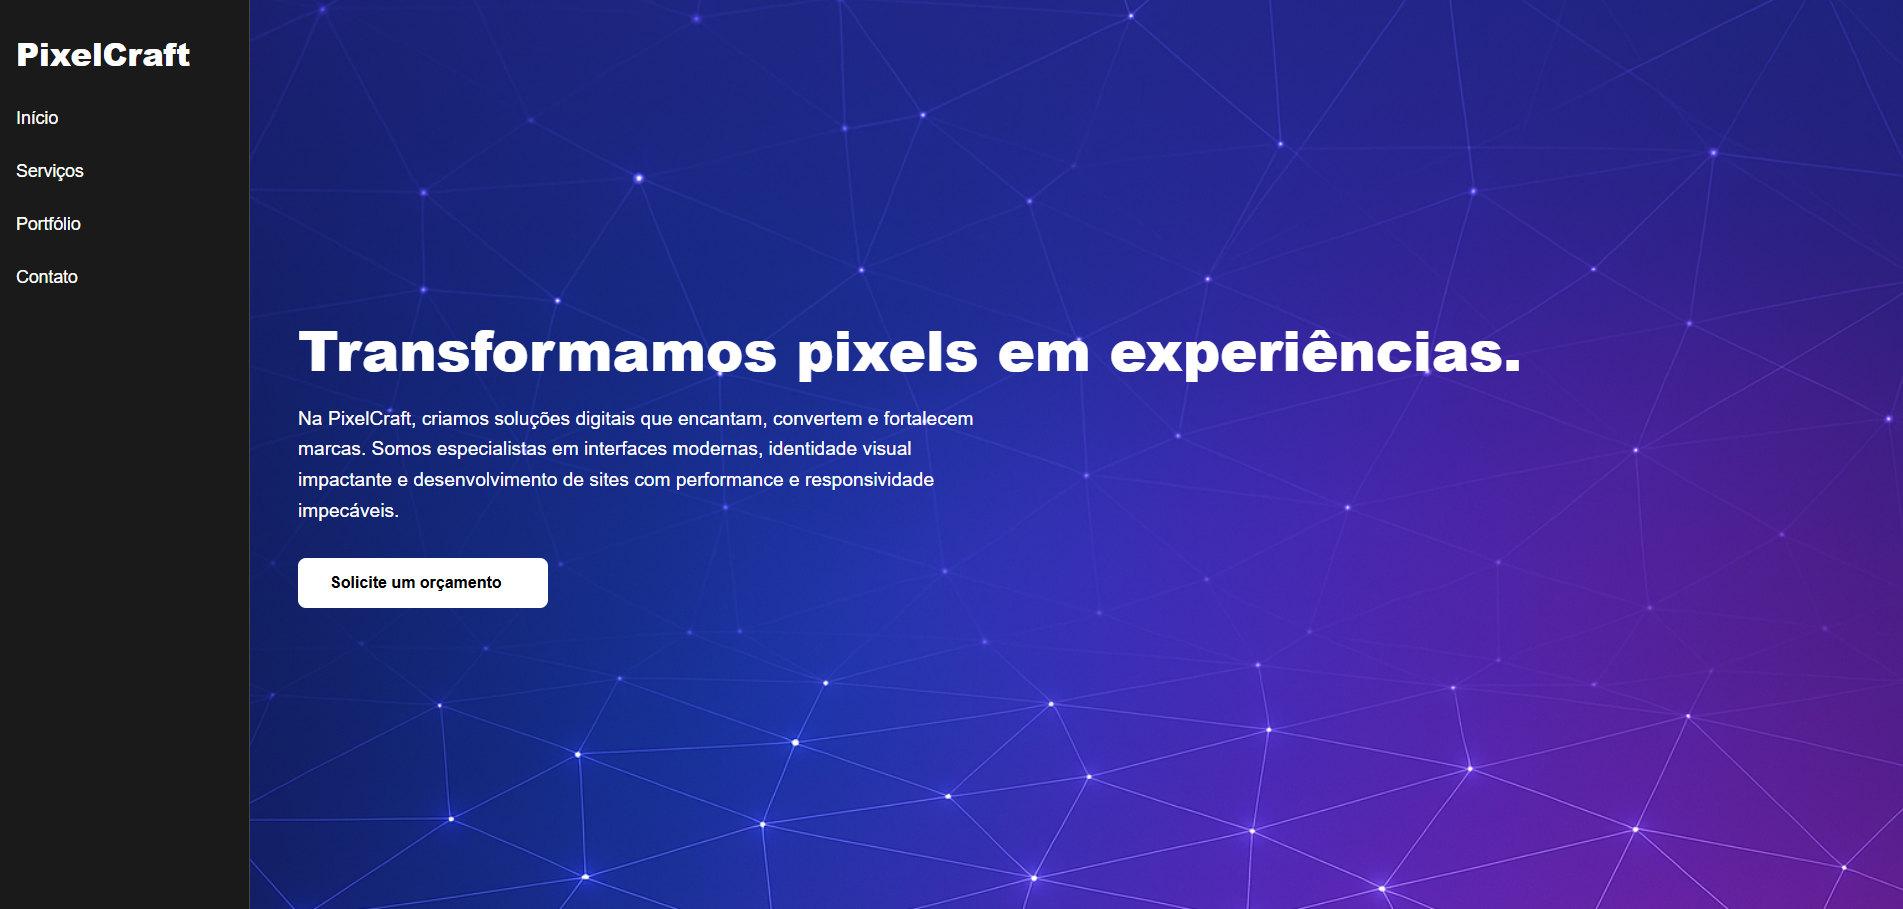 PixelCraft
Início
Serviços
Portfólio
Contato
Transformamos pixels em experiências.
Na PixelCraft, criamos soluções digitais que encantam, convertem e fortalecem
marcas. Somos especialistas em interfaces modernas, identidade visual
impactante e desenvolvimento de sites com performance e responsividade
impecáveis.
Solicite um orçamento